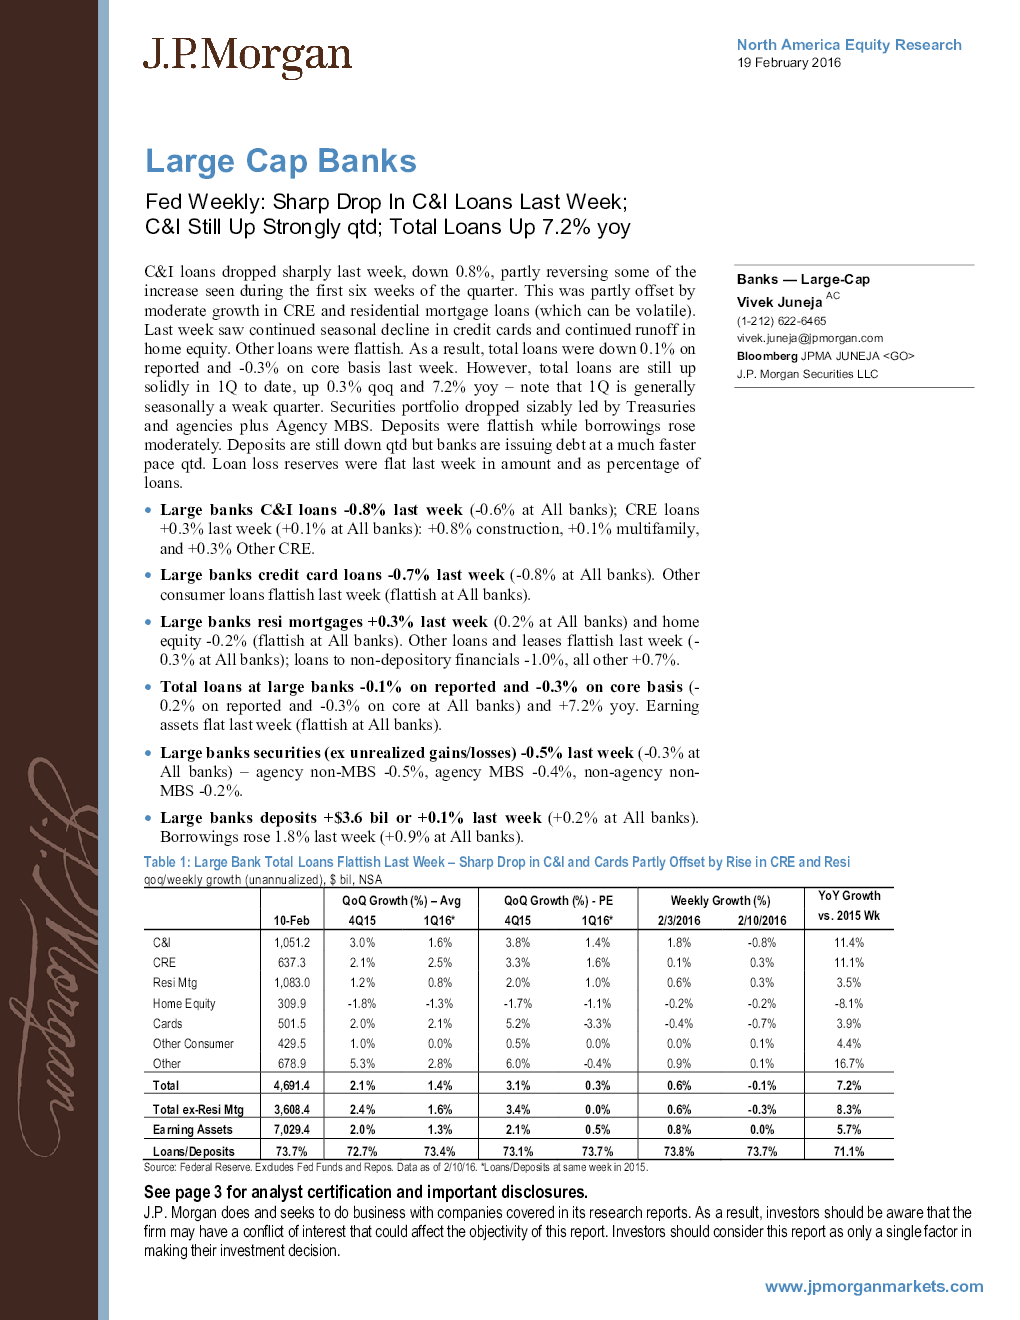 J.P.Morgan
North America Equity Research
19 February 2016
Large Cap Banks
Fed Weekly: Sharp Drop In C&I Loans Last Week;
C&I Still Up Strongly qtd; Total Loans Up 7.2% yoy
C&I loans dropped sharply last week, down 0.8%, partly reversing some of the
increase seen during the first six weeks of the quarter. This was partly offset by
moderate growth in CRE and residential mortgage loans (which can be volatile).
Last week saw continued seasonal decline in credit cards and continued runoff in
home equity. Other loans were flattish. As a result, total loans were down 0.1% on
reported and -0.3% on core basis last week. However, total loans are still up
solidly in 1Q to date, up 0.3% qoq and 7.2% yoy – note that 1Q is generally
seasonally a weak quarter. Securities portfolio dropped sizably led by Treasuries
and agencies plus Agency MBS. Deposits were flattish while borrowings rose
moderately. Deposits are still down qtd but banks are issuing debt at a much faster
pace qtd. Loan loss reserves were flat last week in amount and as percentage of
loans.
• Large banks C&I loans -0.8% last week (-0.6% at All banks); CRE loans
+0.3% last week (+0.1% at All banks): +0.8% construction, +0.1% multifamily,
and +0.3% Other CRE.
• Large banks credit card loans -0.7% last week (-0.8% at All banks). Other
consumer loans flattish last week (flattish at All banks).
• Large banks resi mortgages +0.3% last week (0.2% at All banks) and home
equity -0.2% (flattish at All banks). Other loans and leases flattish last week (-
0.3% at All banks); loans to non-depository financials -1.0%, all other +0.7%.
• Total loans at large banks -0.1% on reported and -0.3% on core basis (-
0.2% on reported and -0.3% on core at All banks) and +7.2% yoy. Earning
assets flat last week (flattish at All banks).
• Large banks securities (ex unrealized gains/losses) -0.5% last week (-0.3% at
All banks) – agency non-MBS -0.5%, agency MBS -0.4%, non-agency non-
MBS -0.2%.
• Large banks deposits +$3.6 bil or +0.1% last week (+0.2% at All banks).
Borrowings rose 1.8% last week (+0.9% at All banks).
Banks — Large-Cap
Vivek Juneja AC
(1-212) 622-6465
vivek.juneja@jpmorgan.com
Bloomberg JPMA JUNEJA <GO>
J.P. Morgan Securities LLC
Table 1: Large Bank Total Loans Flattish Last Week – Sharp Drop in C&I and Cards Partly Offset by Rise in CRE and Resi
qoq/weekly growth (unannualized), $ bil, NSA
QoQ Growth (%) – Avg QoQ Growth (%) - PE Weekly Growth (%) YoY Growth
10-Feb 4Q15 1Q16* 4Q15 1Q16* 2/3/2016 2/10/2016 vs. 2015 Wk
C&I 1,051.2 3.0% 1.6% 3.8% 1.4% 1.8% -0.8% 11.4%
CRE 637.3 2.1% 2.5% 3.3% 1.6% 0.1% 0.3% 11.1%
Resi Mtg 1,083.0 1.2% 0.8% 2.0% 1.0% 0.6% 0.3% 3.5%
Home Equity 309.9 -1.8% -1.3% -1.7% -1.1% -0.2% -0.2% -8.1%
Cards 501.5 2.0% 2.1% 5.2% -3.3% -0.4% -0.7% 3.9%
Other Consumer 429.5 1.0% 0.0% 0.5% 0.0% 0.0% 0.1% 4.4%
Other 678.9 5.3% 2.8% 6.0% -0.4% 0.9% 0.1% 16.7%
Total 4,691.4 2.1% 1.4% 3.1% 0.3% 0.6% -0.1% 7.2%
Total ex-Resi Mtg 3,608.4 2.4% 1.6% 3.4% 0.0% 0.6% -0.3% 8.3%
Earning Assets 7,029.4 2.0% 1.3% 2.1% 0.5% 0.8% 0.0% 5.7%
Loans/Deposits 73.7% 72.7% 73.4% 73.1% 73.7% 73.8% 73.7% 71.1%
Source: Federal Reserve. Excludes Fed Funds and Repos. Data as of 2/10/16. *Loans/Deposits at same week in 2015.
See page 3 for analyst certification and important disclosures.
J.P. Morgan does and seeks to do business with companies covered in its research reports. As a result, investors should be aware that the
firm may have a conflict of interest that could affect the objectivity of this report. Investors should consider this report as only a single factor in
making their investment decision.
www.jpmorganmarkets.com
J.P.Morgan